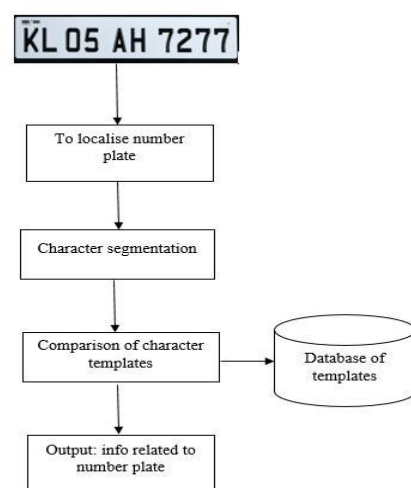 KL 05 AH 7277
To localise number
plate
Character segmentation
Comparison of character
templates
Database of
templates
Output: info related to
number plate